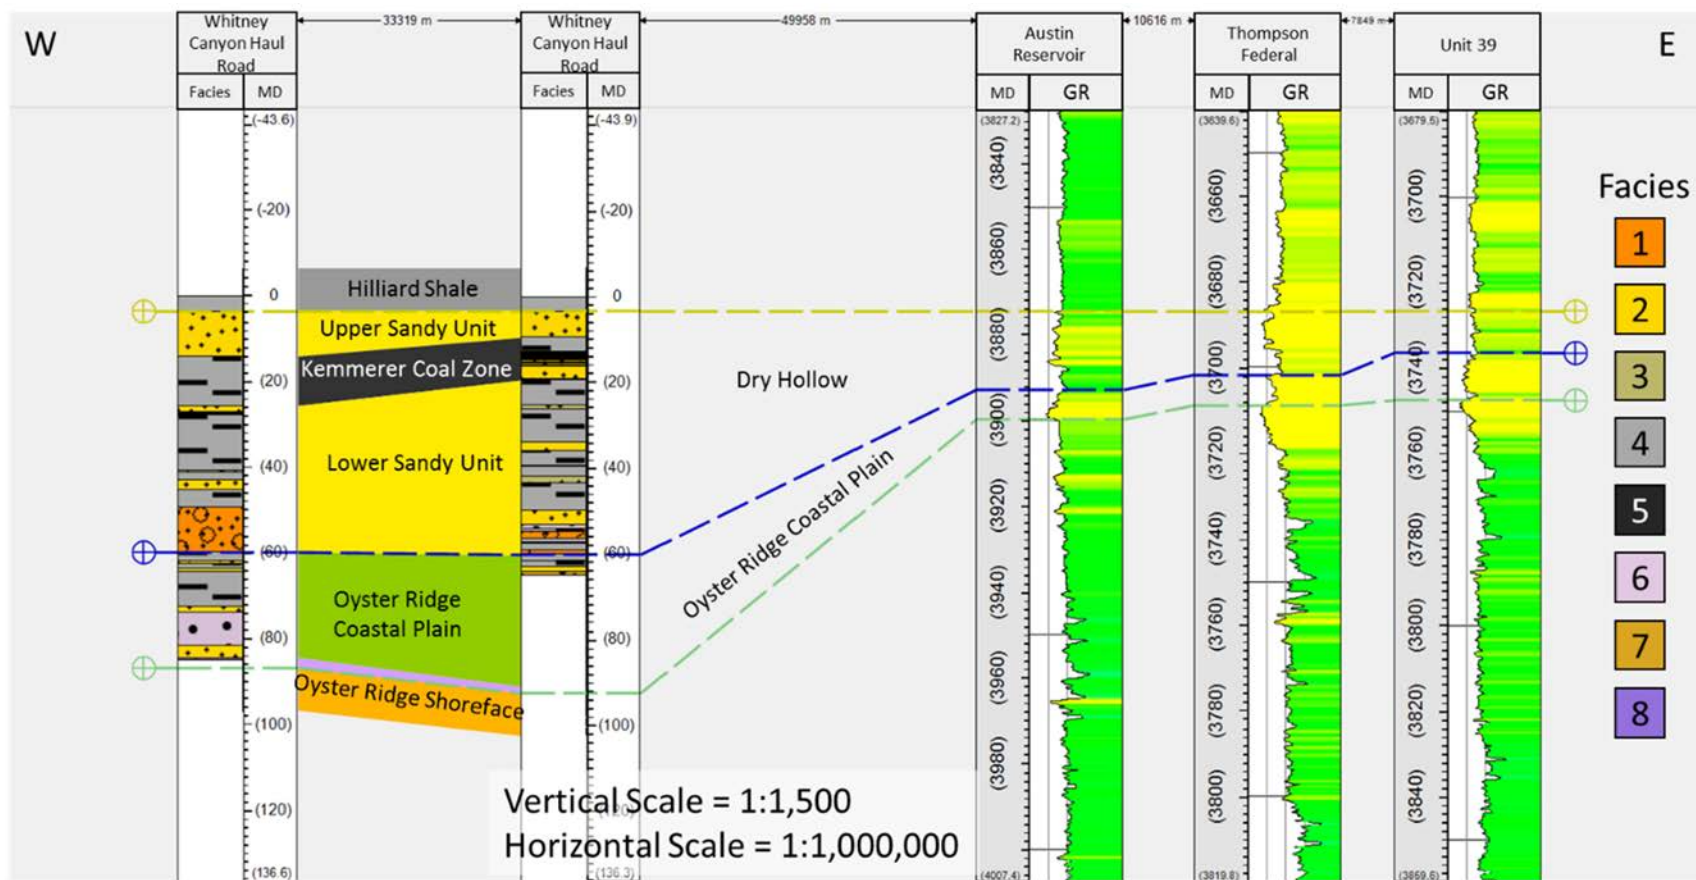 W
E
Whitney
Canyon Haul
Road
33319 m
Whitney
Canyon Haul
Road
49958 m
Austin
Reservoir
10616 m
Thompson
Federal
7849 m
Unit 39
Facies
MD
Facies
MD
MD
GR
MD
GR
MD
GR
(-43.6)
(-20)
0
(20)
(40)
(60)
(80)
(100)
(120)
(136.6)
Hilliard Shale
Upper Sandy Unit
Kemmerer Coal Zone
Lower Sandy Unit
Oyster Ridge
Coastal Plain
Oyster Ridge Shoreface
(-43.9)
(-20)
0
(20)
(40)
(60)
(80)
(100)
(120)
(136.3)
Dry Hollow
Oyster Ridge Coastal Plain
(3827.2)
(3840)
(3860)
(3880)
(3900)
(3920)
(3940)
(3960)
(3980)
(4007.4)
(3639.6)
(3660)
(3680)
(3700)
(3720)
(3740)
(3760)
(3780)
(3800)
(3819.8)
(3679.5)
(3700)
(3720)
(3740)
(3760)
(3780)
(3800)
(3820)
(3840)
(3869.6)
Facies
1
2
3
4
5
6
7
8
Vertical Scale = 1:1,500
Horizontal Scale = 1:1,000,000